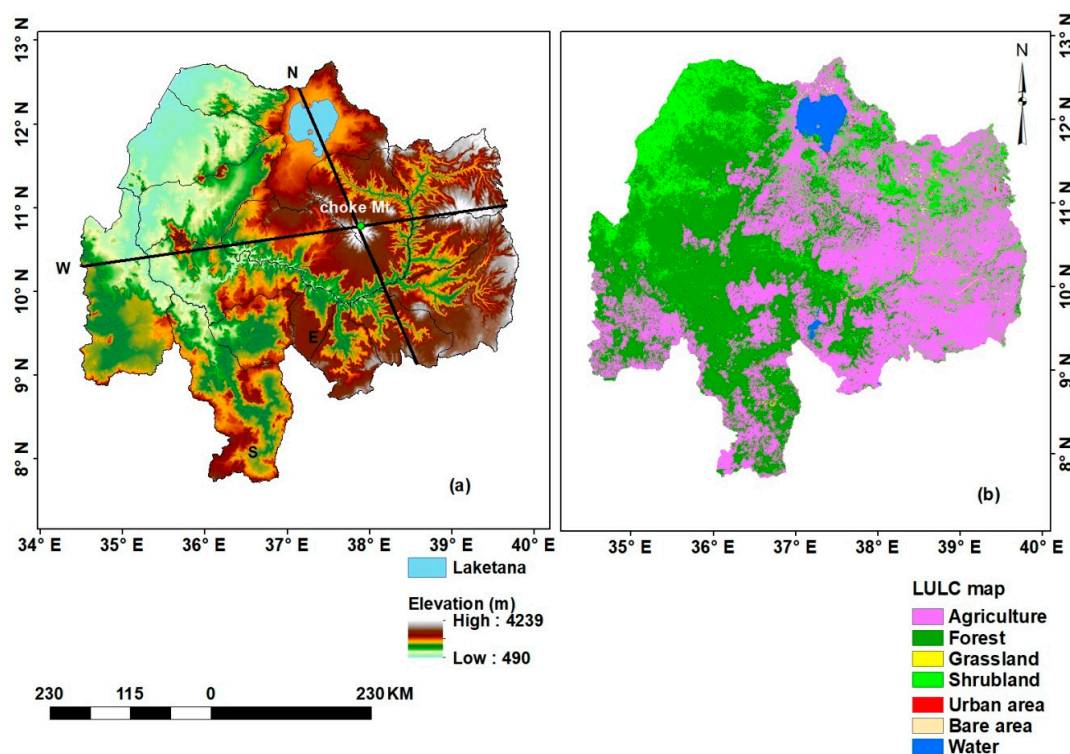 13° N
12° N
11° N
10° N
9° N
8° N
N
choke Mt.
W
E
S
(a)
34° E 35° E 36° E 37° E 38° E 39° E 40° E
Laketana
Elevation (m)
High : 4239
Low : 490
230 115 0 230 KM
N
13° N
12° N
11° N
10° N
9° N
8° N
(b)
35° E 36° E 37° E 38° E 39° E 40° E
LULC map
Agriculture
Forest
Grassland
Shrubland
Urban area
Bare area
Water